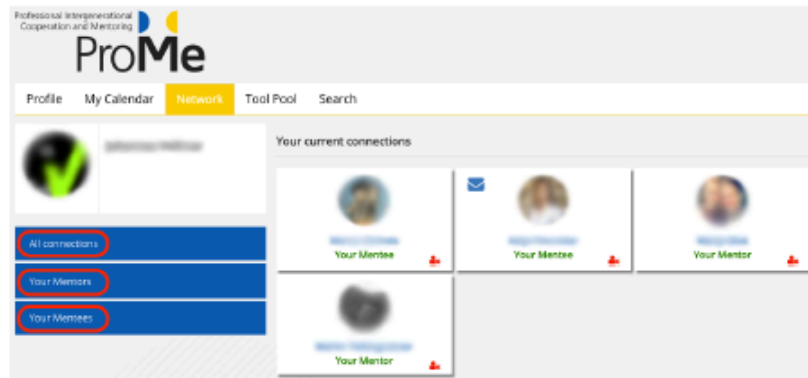 Professional Intergenerational
Cooperation and Mentoring
ProMe
Profile My Calendar Network Tool Pool Search
Your current connections
All connections
Your Mentors
Your Mentees
Your Mentee
Your Mentee
Your Mentor
Your Mentor